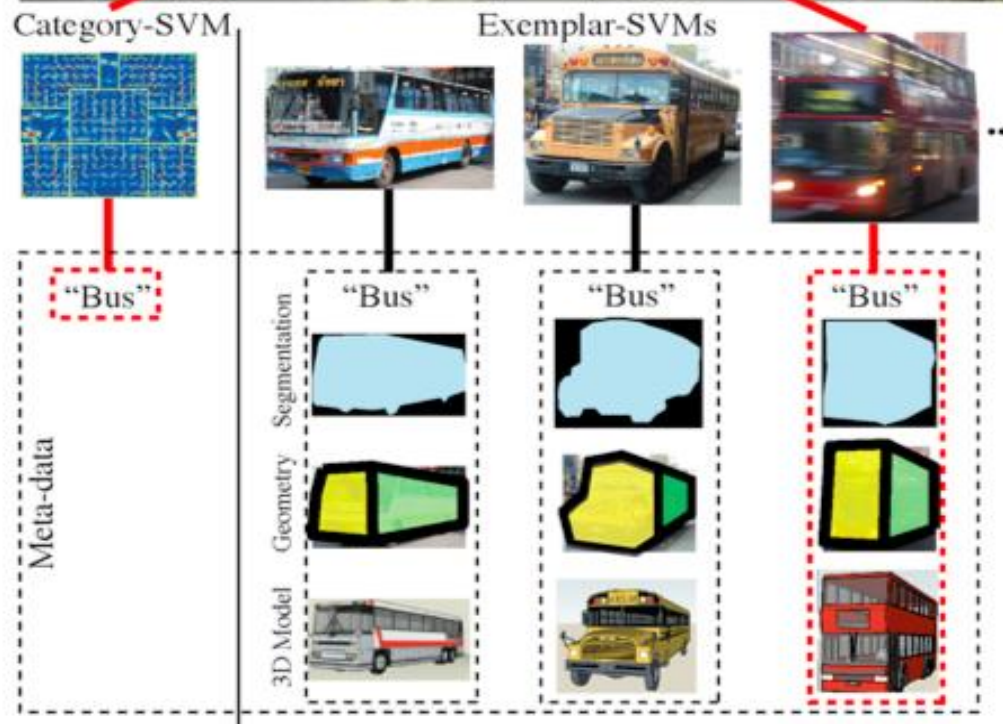 Category-SVM
Exemplar-SVMs
...
“Bus”
“Bus”
“Bus”
“Bus”
Meta-data
Segmentation
Geometry
3D Model